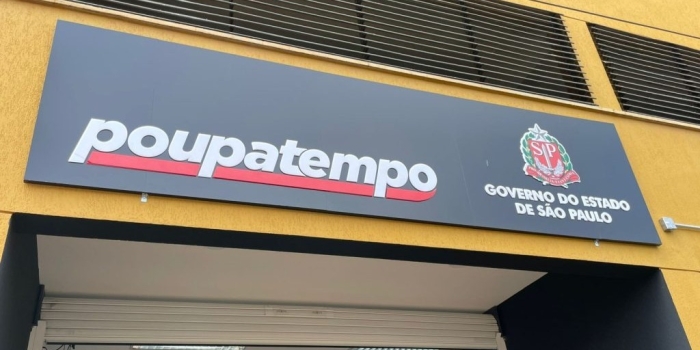 poupatempo
SP
GOVERNO DO ESTADO
DE SÃO PAULO